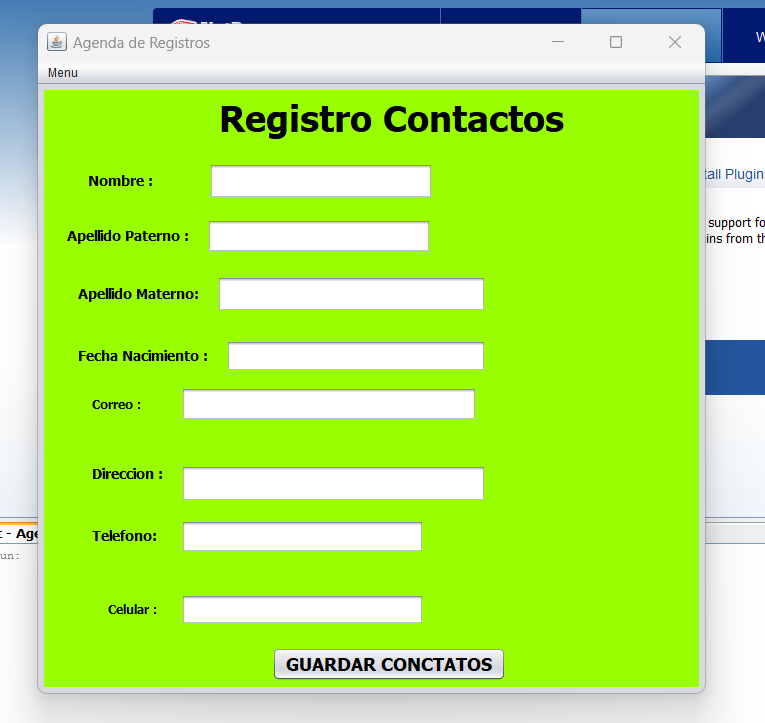 W
Agenda de Registros
Menu
Registro Contactos
tall Plugins
Nombre :
support fo
ins from th
Apellido Paterno :
Apellido Materno:
Fecha Nacimiento :
Correo :
Direccion :
Telefono:
- Age
un:
Celular :
GUARDAR CONCTATOS